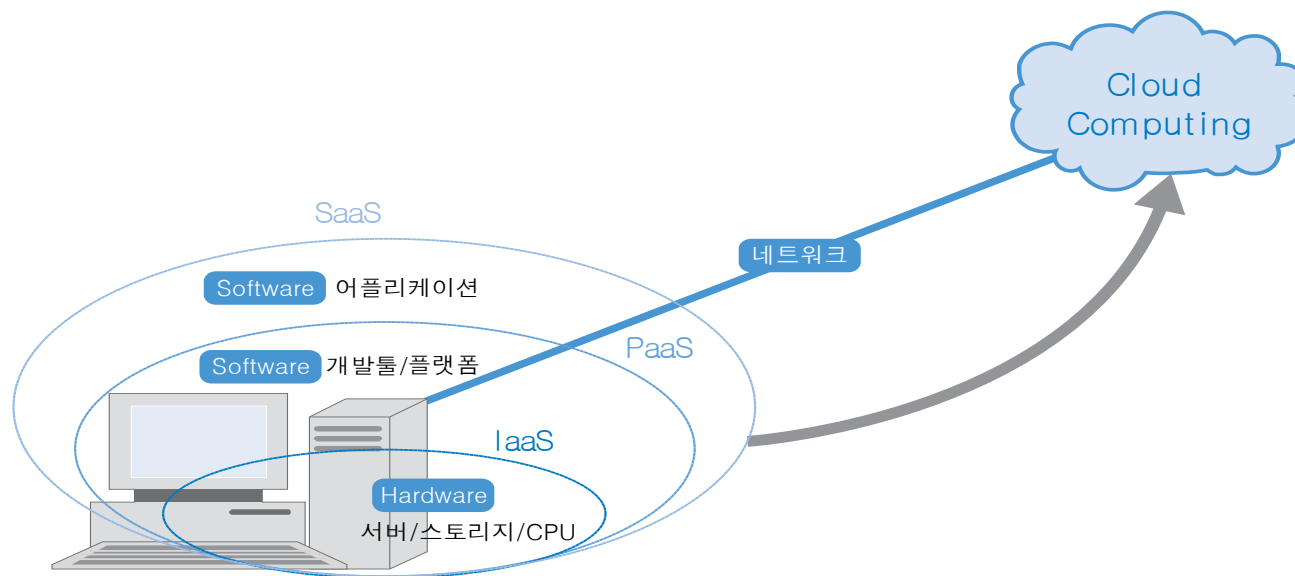 Cloud
Computing
SaaS
네트워크
Software 어플리케이션
PaaS
Software 개발툴/플랫폼
IaaS
Hardware
서버/스토리지/CPU